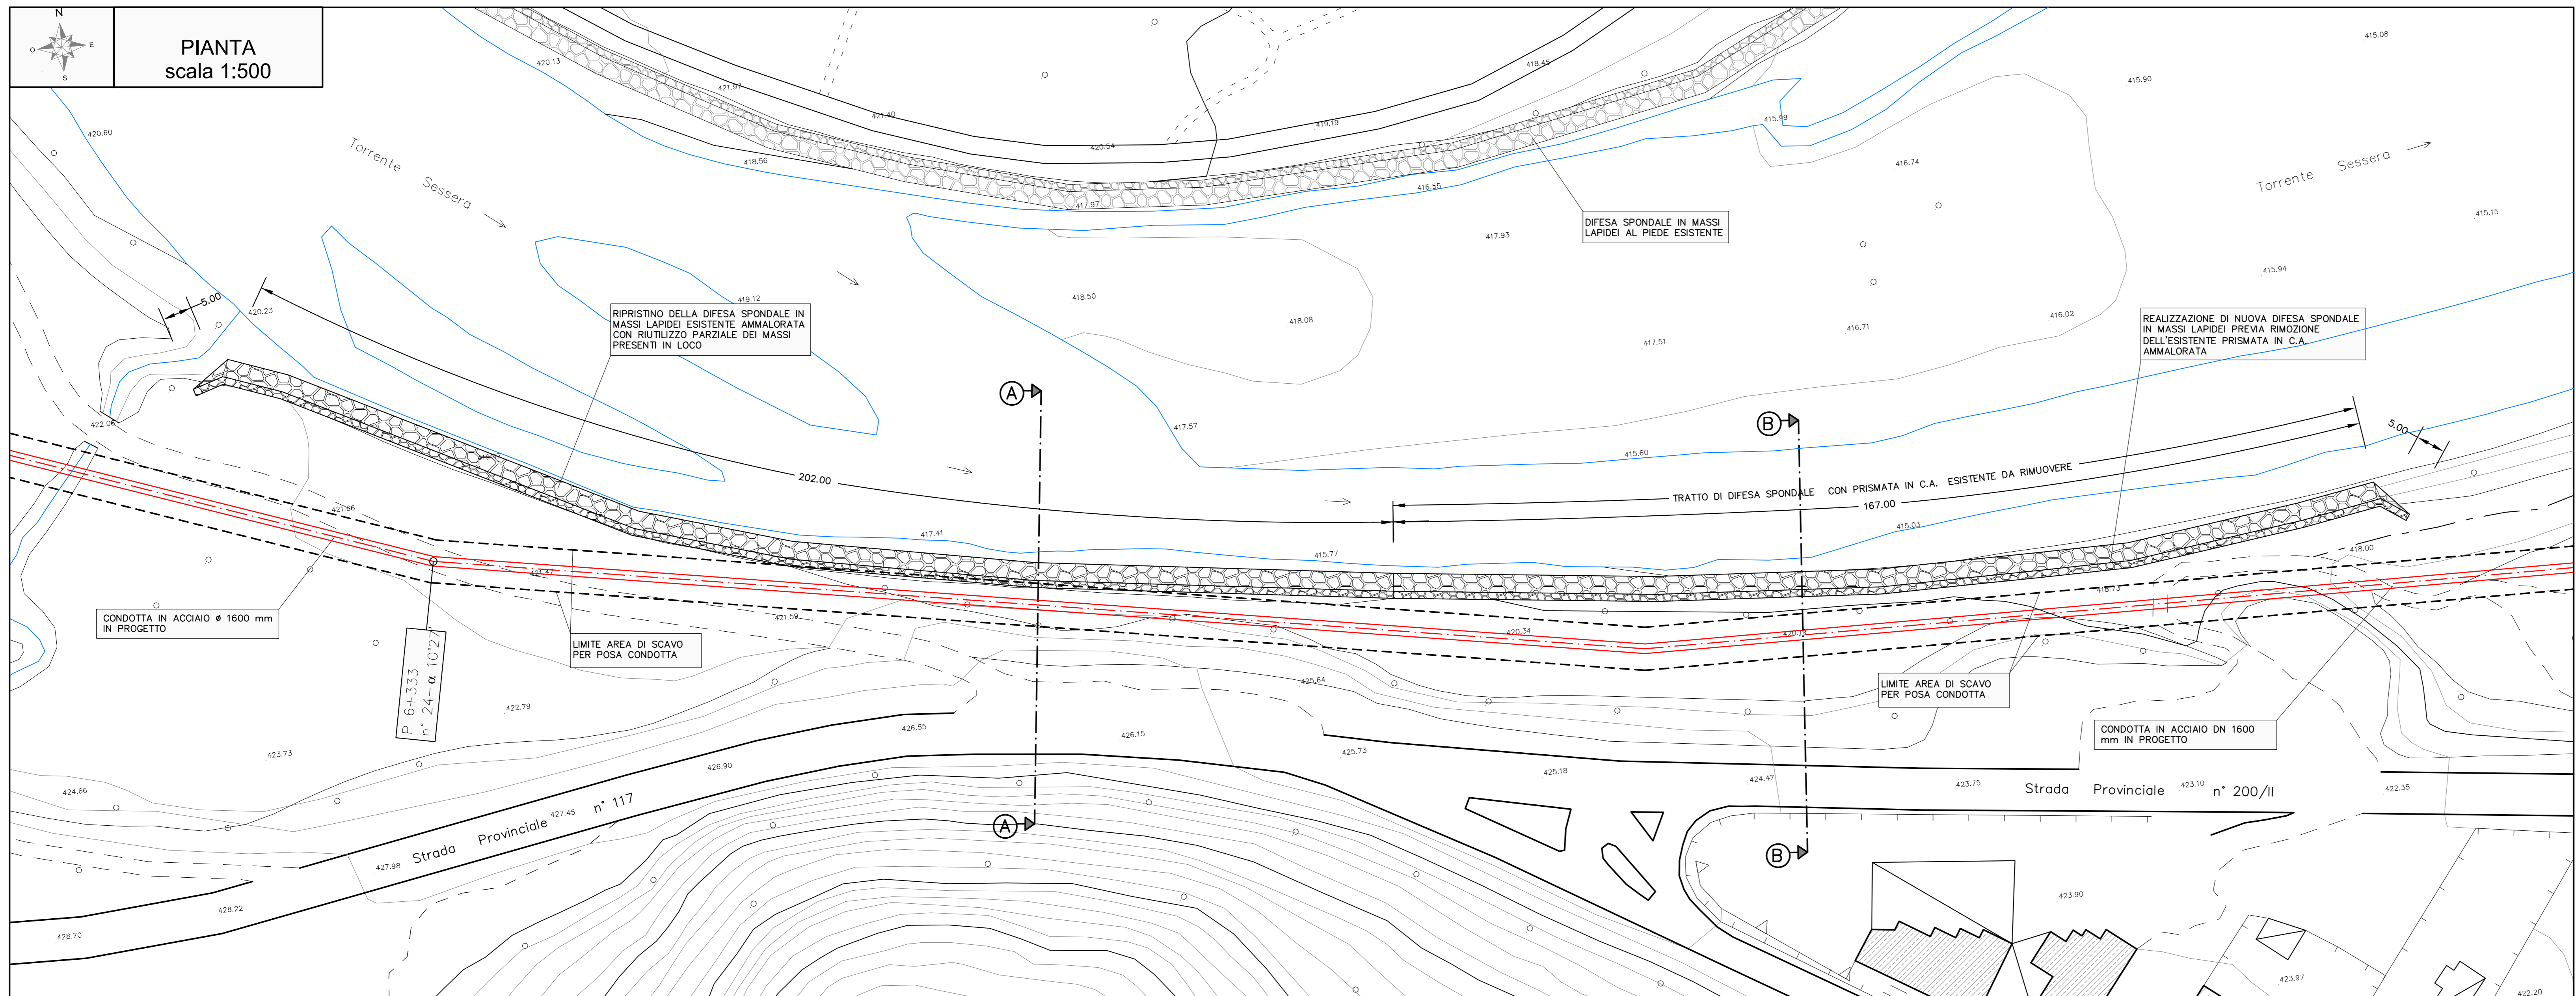 N
O
E
S
PIANTA
scala 1:500
415.08
420.13
418.45
415.90
421.97
421.40
419.19
415.99
420.60
420.54
Torrente Sessera
418.56
416.74
Torrente Sessera
416.55
417.97
415.15
DIFESA SPONDALE IN MASSI
LAPIDEI AL PIEDE ESISTENTE
417.93
415.94
5.00
420.23
419.12
418.50
418.08
416.02
416.71
417.51
RIPRISTINO DELLA DIFESA SPONDALE IN
MASSI LAPIDEI ESISTENTE AMMALORATA
CON RIUTILIZZO PARZIALE DEI MASSI
PRESENTI IN LOCO
REALIZZAZIONE DI NUOVA DIFESA SPONDALE
IN MASSI LAPIDEI PREVIA RIMOZIONE
DELL'ESISTENTE PRISMATA IN C.A.
AMMALORATA
A
B
422.06
417.57
5.00
415.60
419.47
202.00
TRATTO DI DIFESA SPONDALE CON PRISMATA IN C.A. ESISTENTE DA RIMUOVERE
167.00
421.66
417.41
415.77
415.03
418.00
421.47
418.73
CONDOTTA IN ACCIAIO ø 1600 mm
IN PROGETTO
421.59
420.34
LIMITE AREA DI SCAVO
PER POSA CONDOTTA
P 6+333
n° 24- α 10°27'
425.64
LIMITE AREA DI SCAVO
PER POSA CONDOTTA
422.79
426.55
426.15
425.73
CONDOTTA IN ACCIAIO DN 1600
mm IN PROGETTO
423.73
426.90
425.18
424.47
423.75
423.10
422.35
Strada Provinciale n° 200/II
424.66
427.45
Strada Provinciale n° 117
A
B
427.98
428.22
423.90
428.70
423.97
422.20